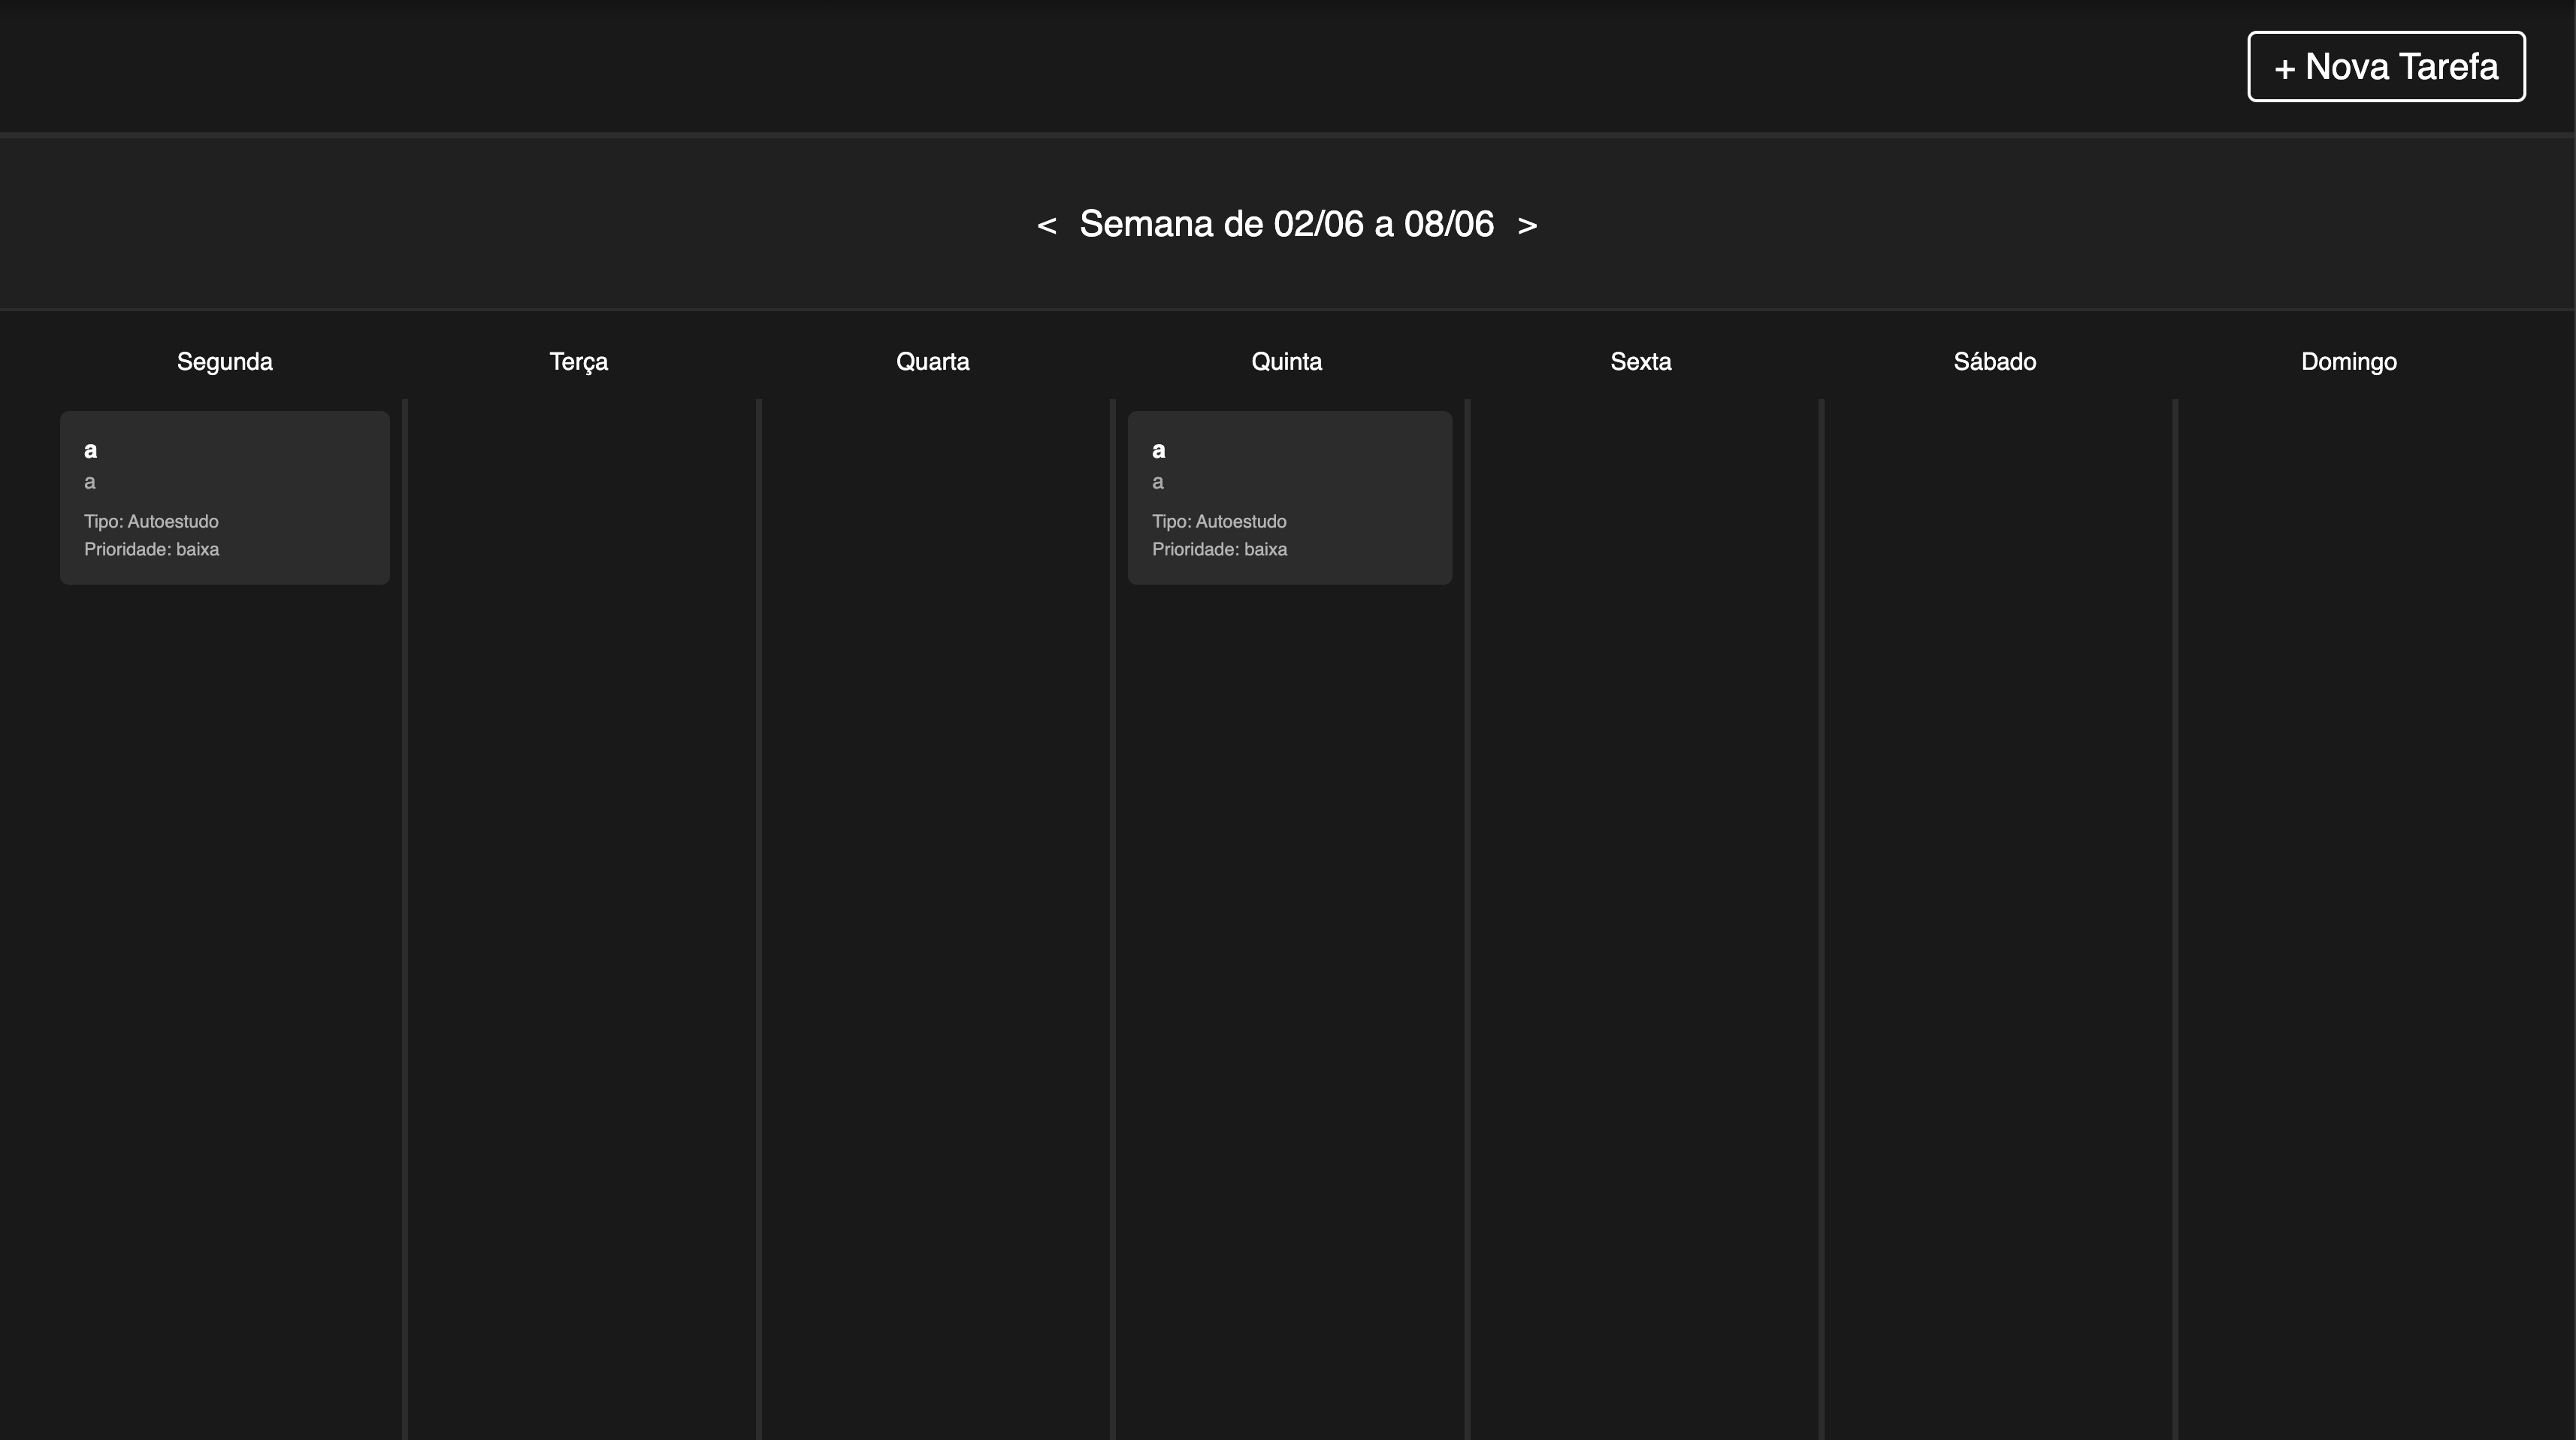 + Nova Tarefa
< Semana de 02/06 a 08/06 >
Segunda
Terça
Quarta
Quinta
Sexta
Sábado
Domingo
a
a
Tipo: Autoestudo
Prioridade: baixa
a
a
Tipo: Autoestudo
Prioridade: baixa